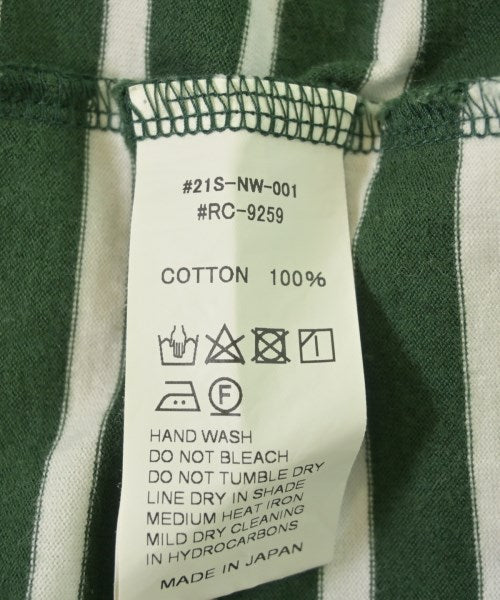 #21S-NW-001
#RC-9259
COTTON 100%
F
HAND WASH
DO NOT BLEACH
DO NOT TUMBLE DRY
LINE DRY IN SHADE
MEDIUM HEAT IRON
MILD DRY CLEANING
IN HYDROCARBONS
MADE IN JAPAN